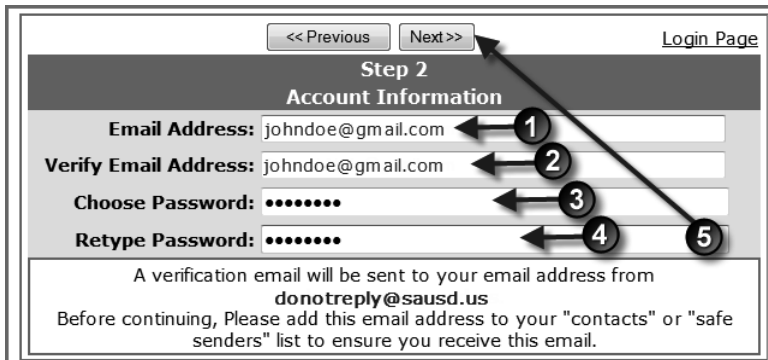 << Previous Next >> Login Page
Step 2
Account Information
Email Address: johndoe@gmail.com 1
Verify Email Address: johndoe@gmail.com 2
Choose Password: •••••••• 3
Retype Password: •••••••• 4 5
A verification email will be sent to your email address from
donotreply@sausd.us
Before continuing, Please add this email address to your "contacts" or "safe
senders" list to ensure you receive this email.